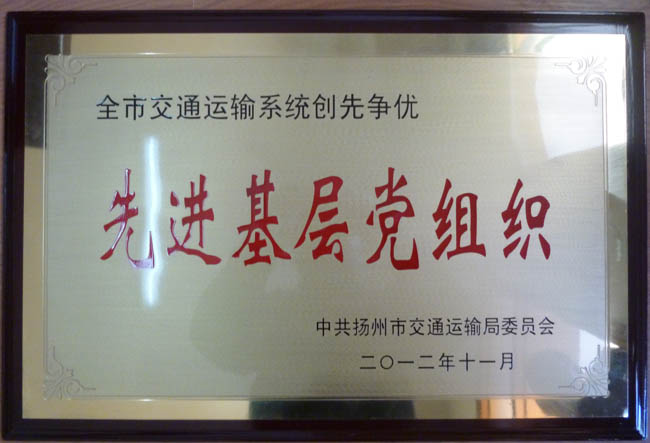 全市交通运输系统创先争优
先进基层党组织
中共扬州市交通运输局委员会
二〇一二年十一月